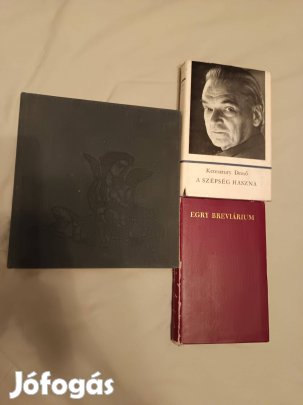 Keresztury Dezső
A SZÉPSÉG HASZNA
EGRY BREVIÁRIUM
Jófogás